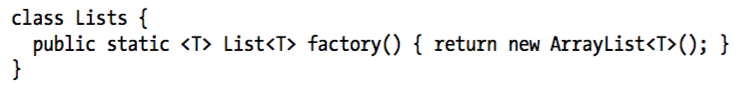 class Lists {
  public static <T> List<T> factory() { return new ArrayList<T>(); }
}